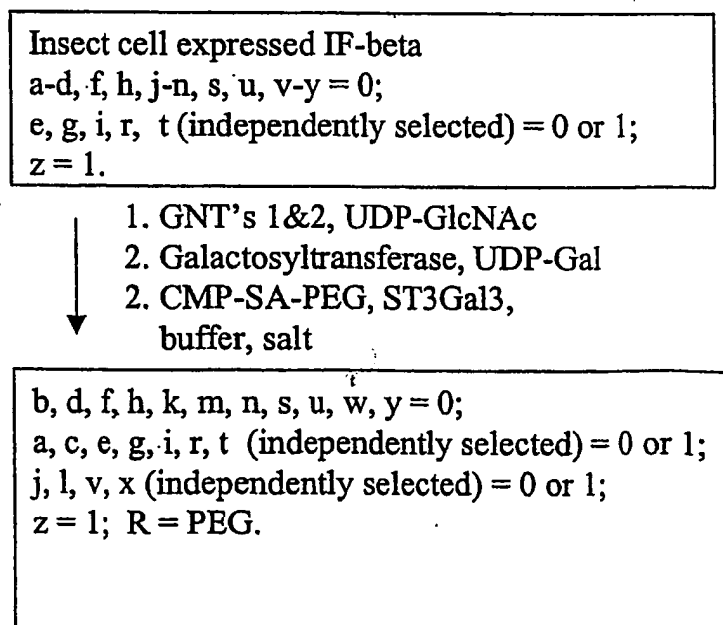 Insect cell expressed IF-beta
a-d, f, h, j-n, s, u, v-y = 0;
e, g, i, r, t (independently selected) = 0 or 1;
z = 1.
1. GNT's 1&2, UDP-GlcNAc
2. Galactosyltransferase, UDP-Gal
2. CMP-SA-PEG, ST3Gal3,
buffer, salt
b, d, f, h, k, m, n, s, u, w, y = 0;
a, c, e, g, i, r, t (independently selected) = 0 or 1;
j, l, v, x (independently selected) = 0 or 1;
z = 1; R = PEG.